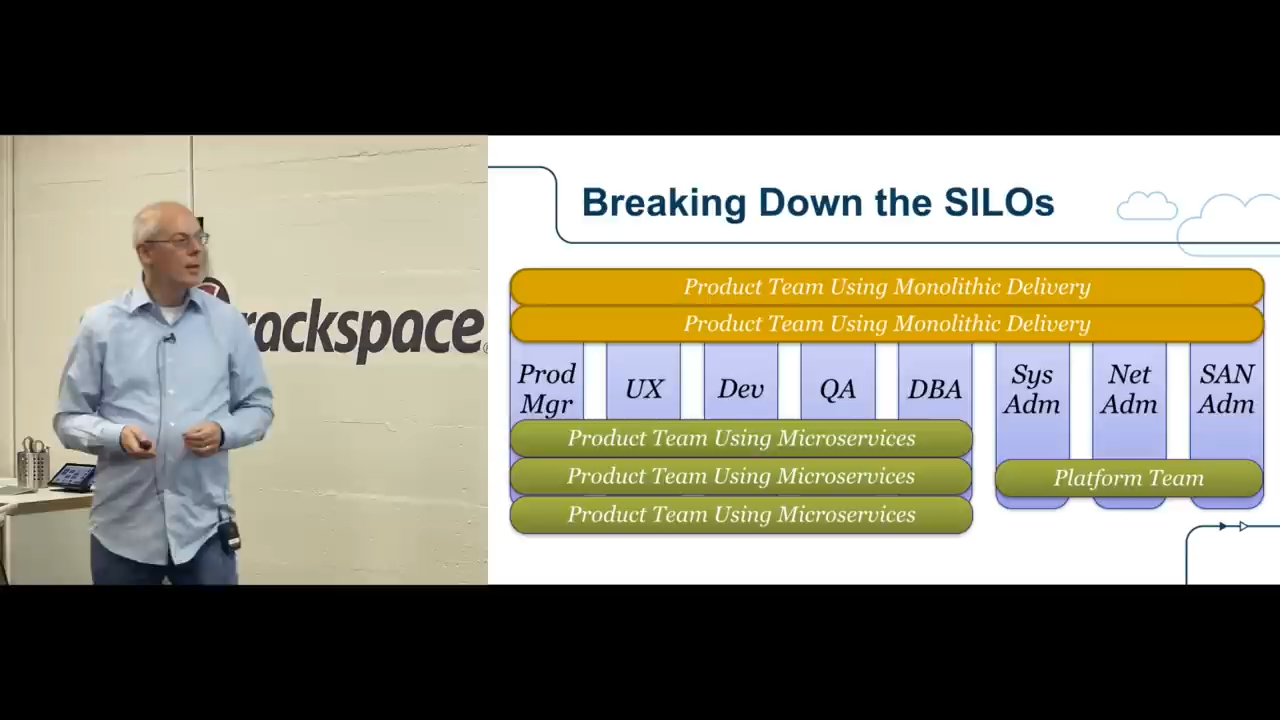 rackspace®
Breaking Down the SILOs
Product Team Using Monolithic Delivery
Product Team Using Monolithic Delivery
Prod
Mgr
UX
Dev
QA
DBA
Sys
Adm
Net
Adm
SAN
Adm
Product Team Using Microservices
Product Team Using Microservices
Product Team Using Microservices
Platform Team